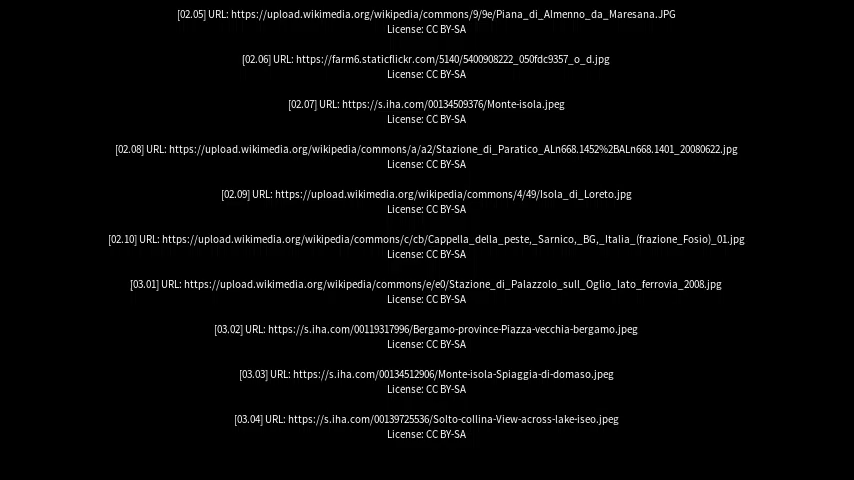 [02.05] URL: https://upload.wikimedia.org/wikipedia/commons/9/9e/Piana_di_Almenno_da_Maresana.JPG
License: CC BY-SA
[02.06] URL: https://farm6.staticflickr.com/5140/5400908222_050fdc9357_o_d.jpg
License: CC BY-SA
[02.07] URL: https://s.iha.com/00134509376/Monte-isola.jpeg
License: CC BY-SA
[02.08] URL: https://upload.wikimedia.org/wikipedia/commons/a/a2/Stazione_di_Paratico_ALn668.1452%2BALn668.1401_20080622.jpg
License: CC BY-SA
[02.09] URL: https://upload.wikimedia.org/wikipedia/commons/4/49/Isola_di_Loreto.jpg
License: CC BY-SA
[02.10] URL: https://upload.wikimedia.org/wikipedia/commons/c/cb/Cappella_della_peste,_Sarnico,_BG,_Italia_(frazione_Fosio)_01.jpg
License: CC BY-SA
[03.01] URL: https://upload.wikimedia.org/wikipedia/commons/e/e0/Stazione_di_Palazzolo_sull_Oglio_lato_ferrovia_2008.jpg
License: CC BY-SA
[03.02] URL: https://s.iha.com/00119317996/Bergamo-province-Piazza-vecchia-bergamo.jpeg
License: CC BY-SA
[03.03] URL: https://s.iha.com/00134512906/Monte-isola-Spiaggia-di-domaso.jpeg
License: CC BY-SA
[03.04] URL: https://s.iha.com/00139725536/Solto-collina-View-across-lake-iseo.jpeg
License: CC BY-SA